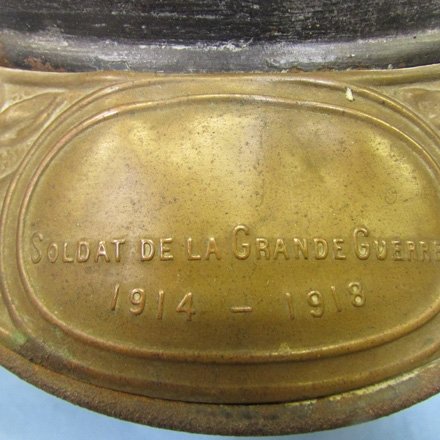 SOLDAT DE LA GRANDE GUERRE
1914 - 1918